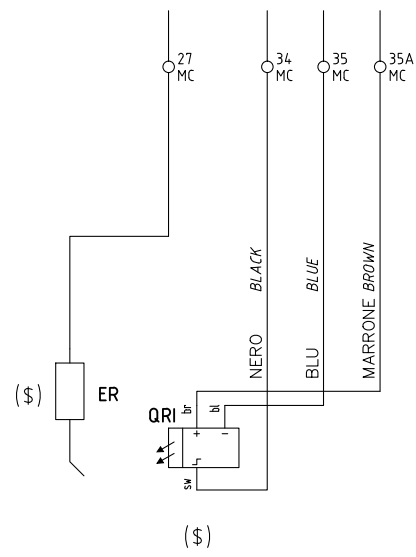 27
MC
34
MC
35
MC
35A
MC
NERO BLACK
BLU BLUE
MARRONE BROWN
($) ER
QRI br bl
+ −
sw
($)